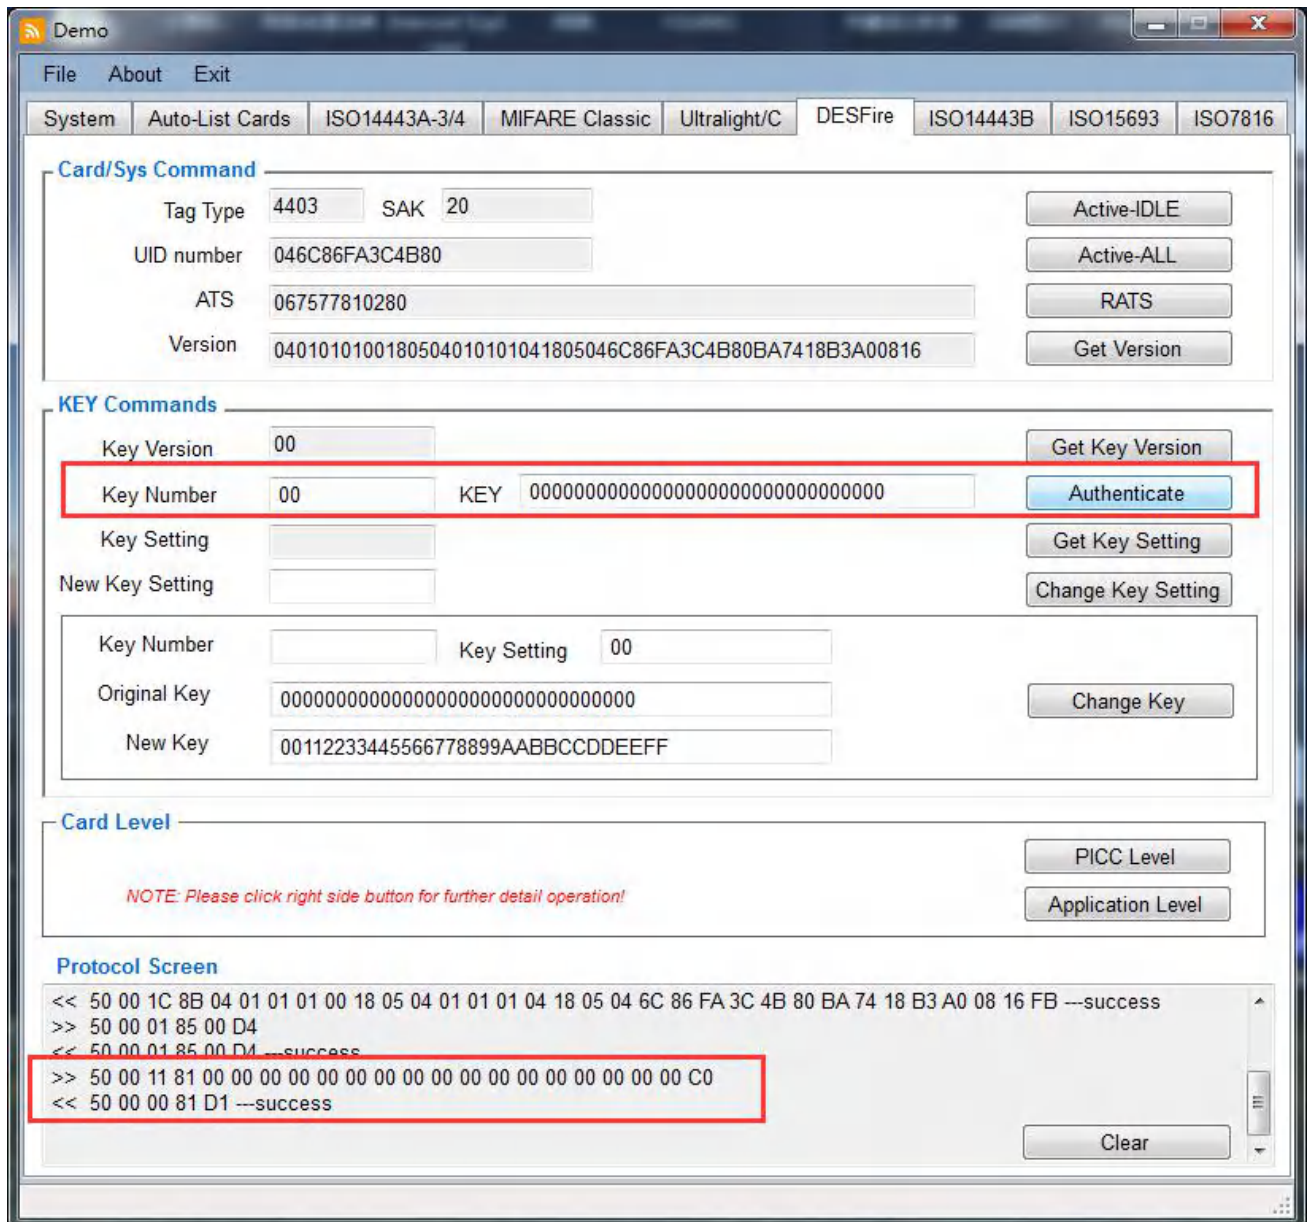 Demo
File About Exit
System Auto-List Cards ISO14443A-3/4 MIFARE Classic Ultralight/C DESFire ISO14443B ISO15693 ISO7816
Card/Sys Command
Tag Type 4403 SAK 20 Active-IDLE
UID number 046C86FA3C4B80 Active-ALL
ATS 067577810280 RATS
Version 0401010100180504010101041805046C86FA3C4B80BA7418B3A00816 Get Version
KEY Commands
Key Version 00 Get Key Version
Key Number 00 KEY 00000000000000000000000000000000 Authenticate
Key Setting Get Key Setting
New Key Setting Change Key Setting
Key Number Key Setting 00
Original Key 00000000000000000000000000000000 Change Key
New Key 00112233445566778899AABBCCDDEEFF
Card Level
PICC Level
NOTE: Please click right side button for further detail operation!
Application Level
Protocol Screen
<< 50 00 1C 8B 04 01 01 01 00 18 05 04 01 01 01 04 18 05 04 6C 86 FA 3C 4B 80 BA 74 18 B3 A0 08 16 FB ---success
>> 50 00 01 85 00 D4
<< 50 00 01 85 00 D4 ---success
>> 50 00 11 81 00 00 00 00 00 00 00 00 00 00 00 00 00 00 00 00 00 C0
<< 50 00 00 81 D1 ---success
Clear